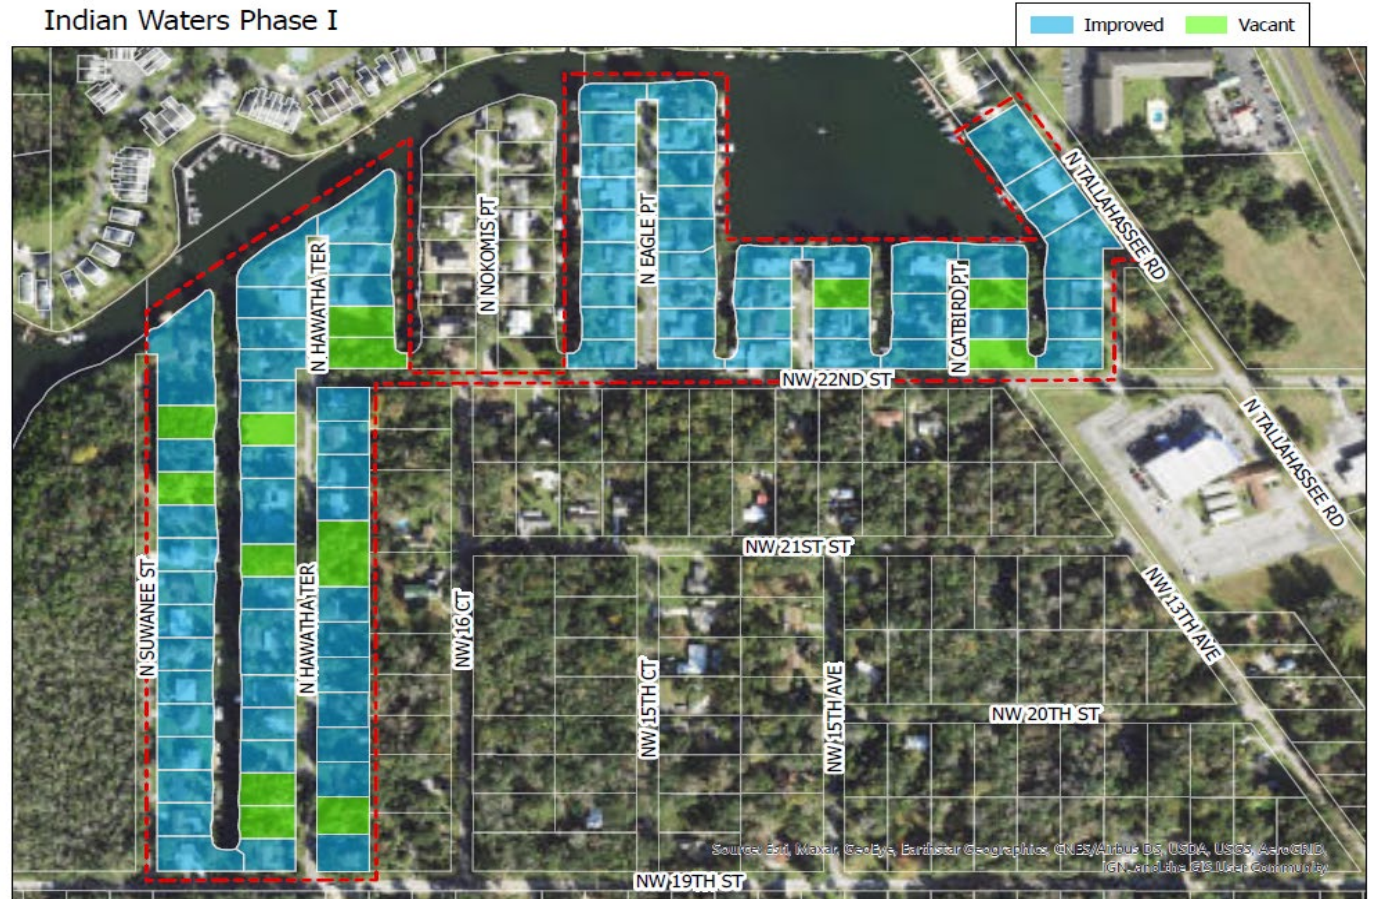 Indian Waters Phase I
Improved
Vacant
N TALLAHASSEE RD
N NOKOMIS PT
N EAGLE PT
N HAWATHA TER
N CATBIRD PT
NW 22ND ST
N TALLAHASSEE RD
N SUWANEE ST
N HAWATHA TER
NW 16 CT
NW 21ST ST
NW 13TH AVE
NW 15TH CT
NW 15TH AVE
NW 20TH ST
Source: Esri, Maxar, GeoEye, Earthstar Geographics, CNES/Airbus DS, USDA, USGS, AeroGRID,
IGN, and the GIS User Community
NW 19TH ST